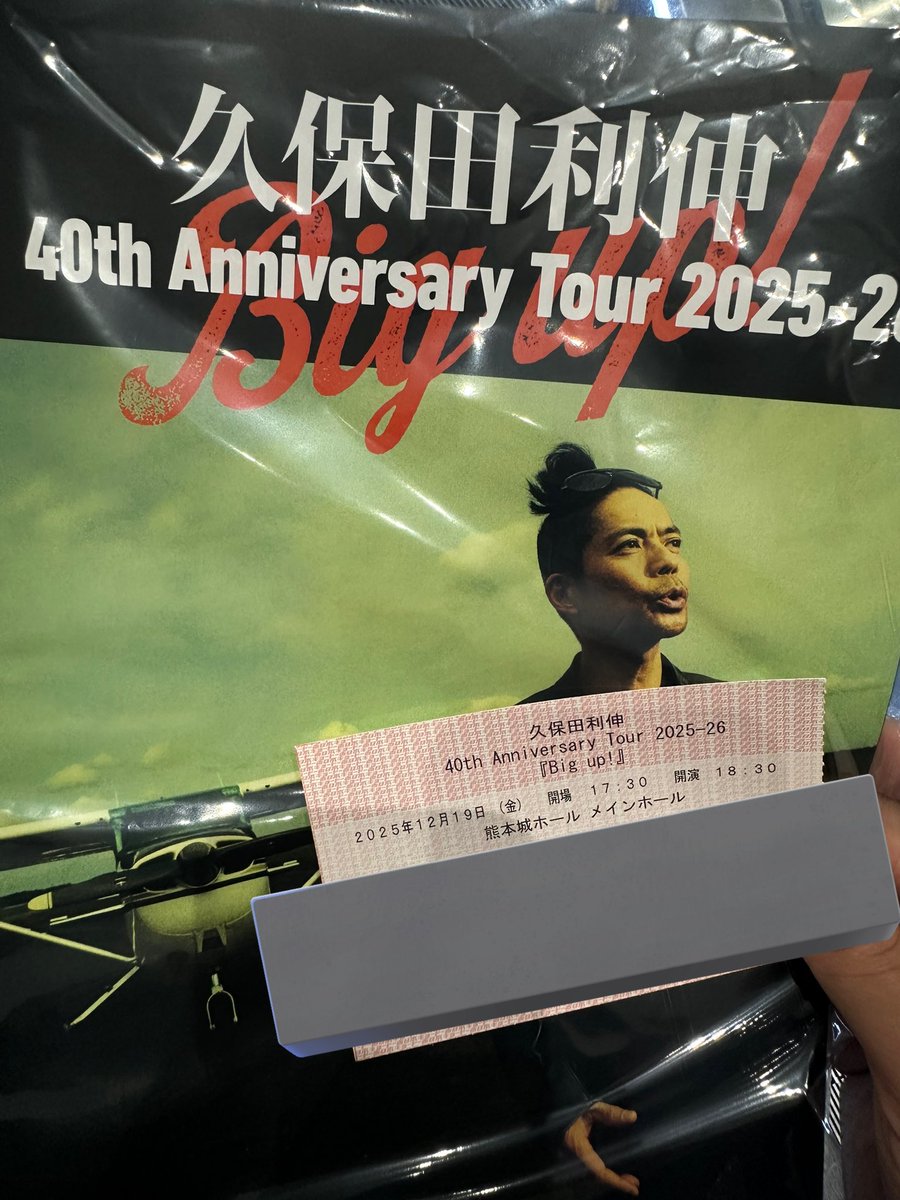 久保田利伸
Big up!
40th Anniversary Tour 2025-2
久保田利伸
40th Anniversary Tour 2025-26
『Big up!』
2025年12月19日（金） 開場 17:30 開演 18:30
熊本城ホール メインホール